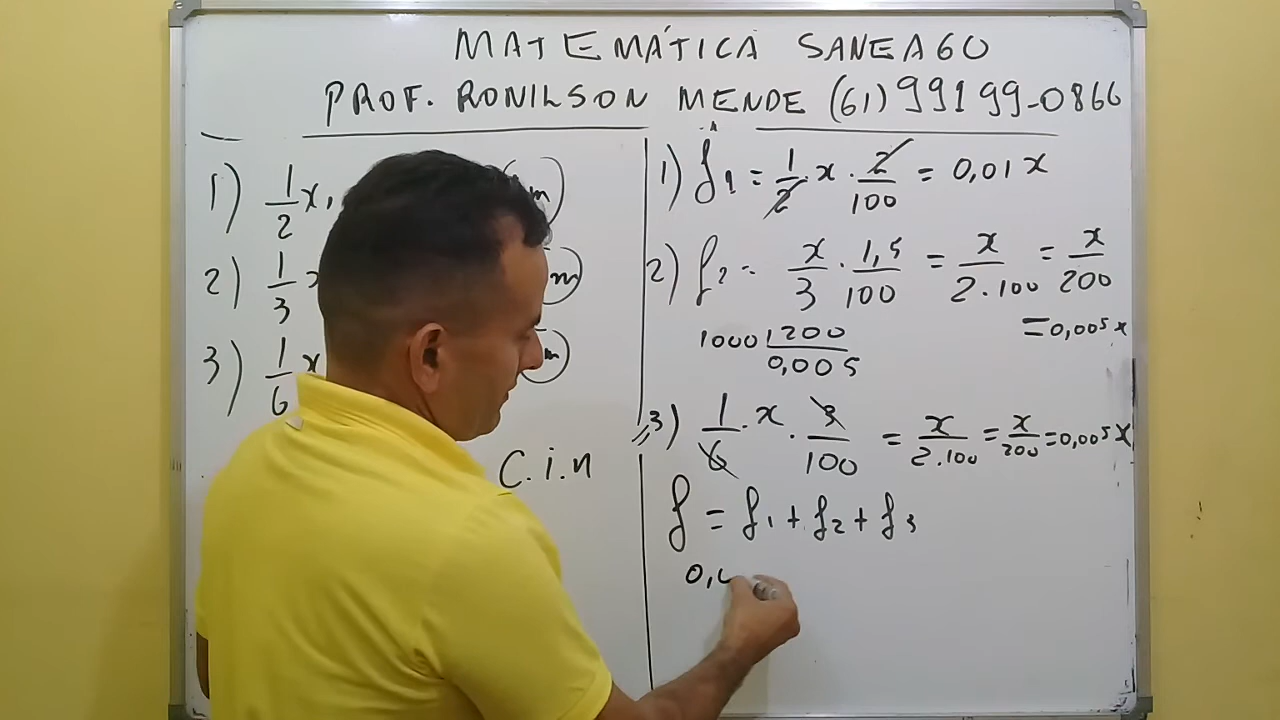 MATEMÁTICA SANEAGO
PROF. RONILSON MENDE (61) 99199-0866
1) 1/2 x,
m
2) 1/3
m
3) 1/6 x
m
C.i.n
1) f1 = 1/2 . x . 2/100 = 0,01x
2) f2 = x/3 . 1,5/100 = x/2.100 = x/200
= 0,005x
1000 200
0,005
3) 1/6 . x . 3/100 = x/2.100 = x/200 = 0,005x
f = f1 + f2 + f3
0,0